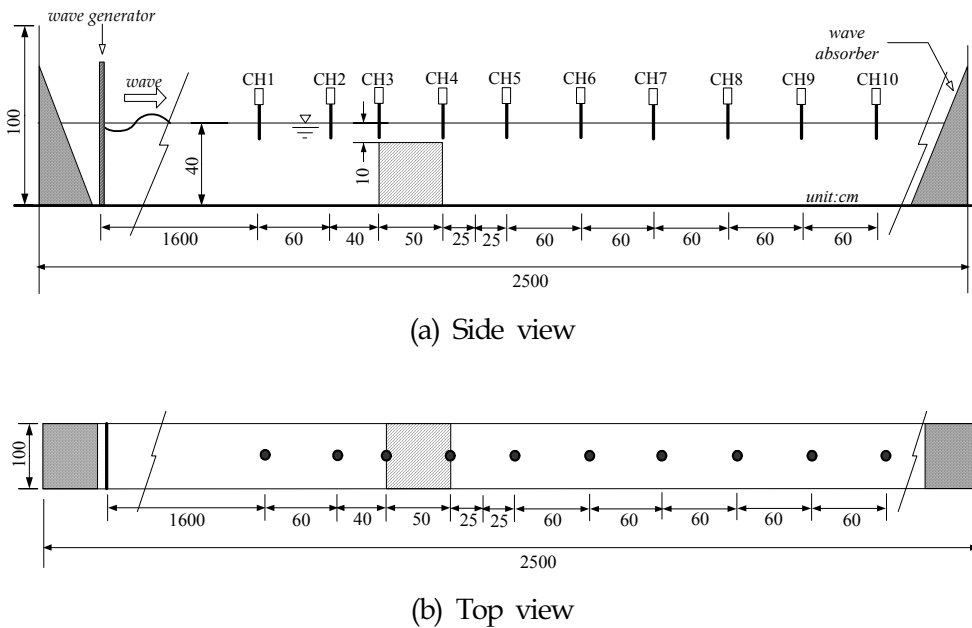 wave generator
wave absorber
wave
CH1 CH2 CH3 CH4 CH5 CH6 CH7 CH8 CH9 CH10
100
40
10
unit:cm
1600 60 40 50 25 25 60 60 60 60 60
2500
(a) Side view
100
1600 60 40 50 25 25 60 60 60 60 60
2500
(b) Top view